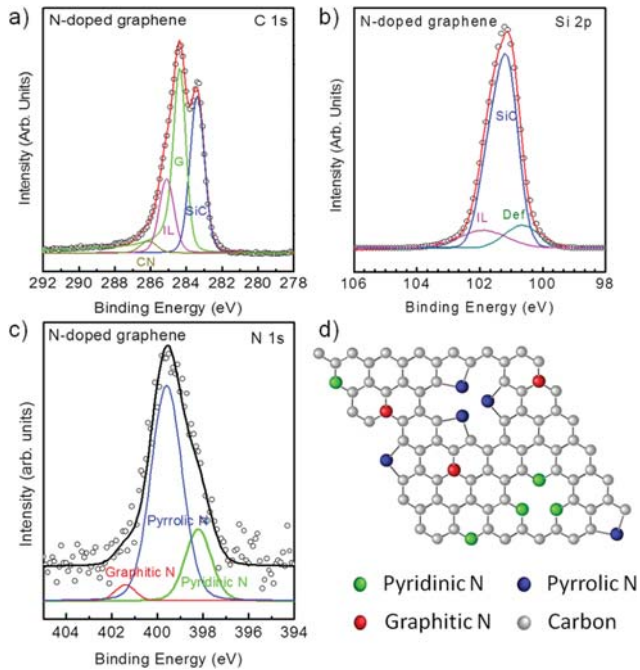 a)
N-doped graphene
C 1s
Intensity (Arb. Units)
G
IL
SiC
CN
292 290 288 286 284 282 280 278
Binding Energy (eV)
b)
N-doped graphene
Si 2p
Intensity (Arb. Units)
SiC
IL
Def
106 104 102 100 98
Binding Energy (eV)
c)
N-doped graphene
N 1s
Intensity (arb. units)
Pyrrolic N
Graphitic N
Pyridinic N
404 402 400 398 396 394
Binding Energy (eV)
d)
Pyridinic N
Pyrrolic N
Graphitic N
Carbon